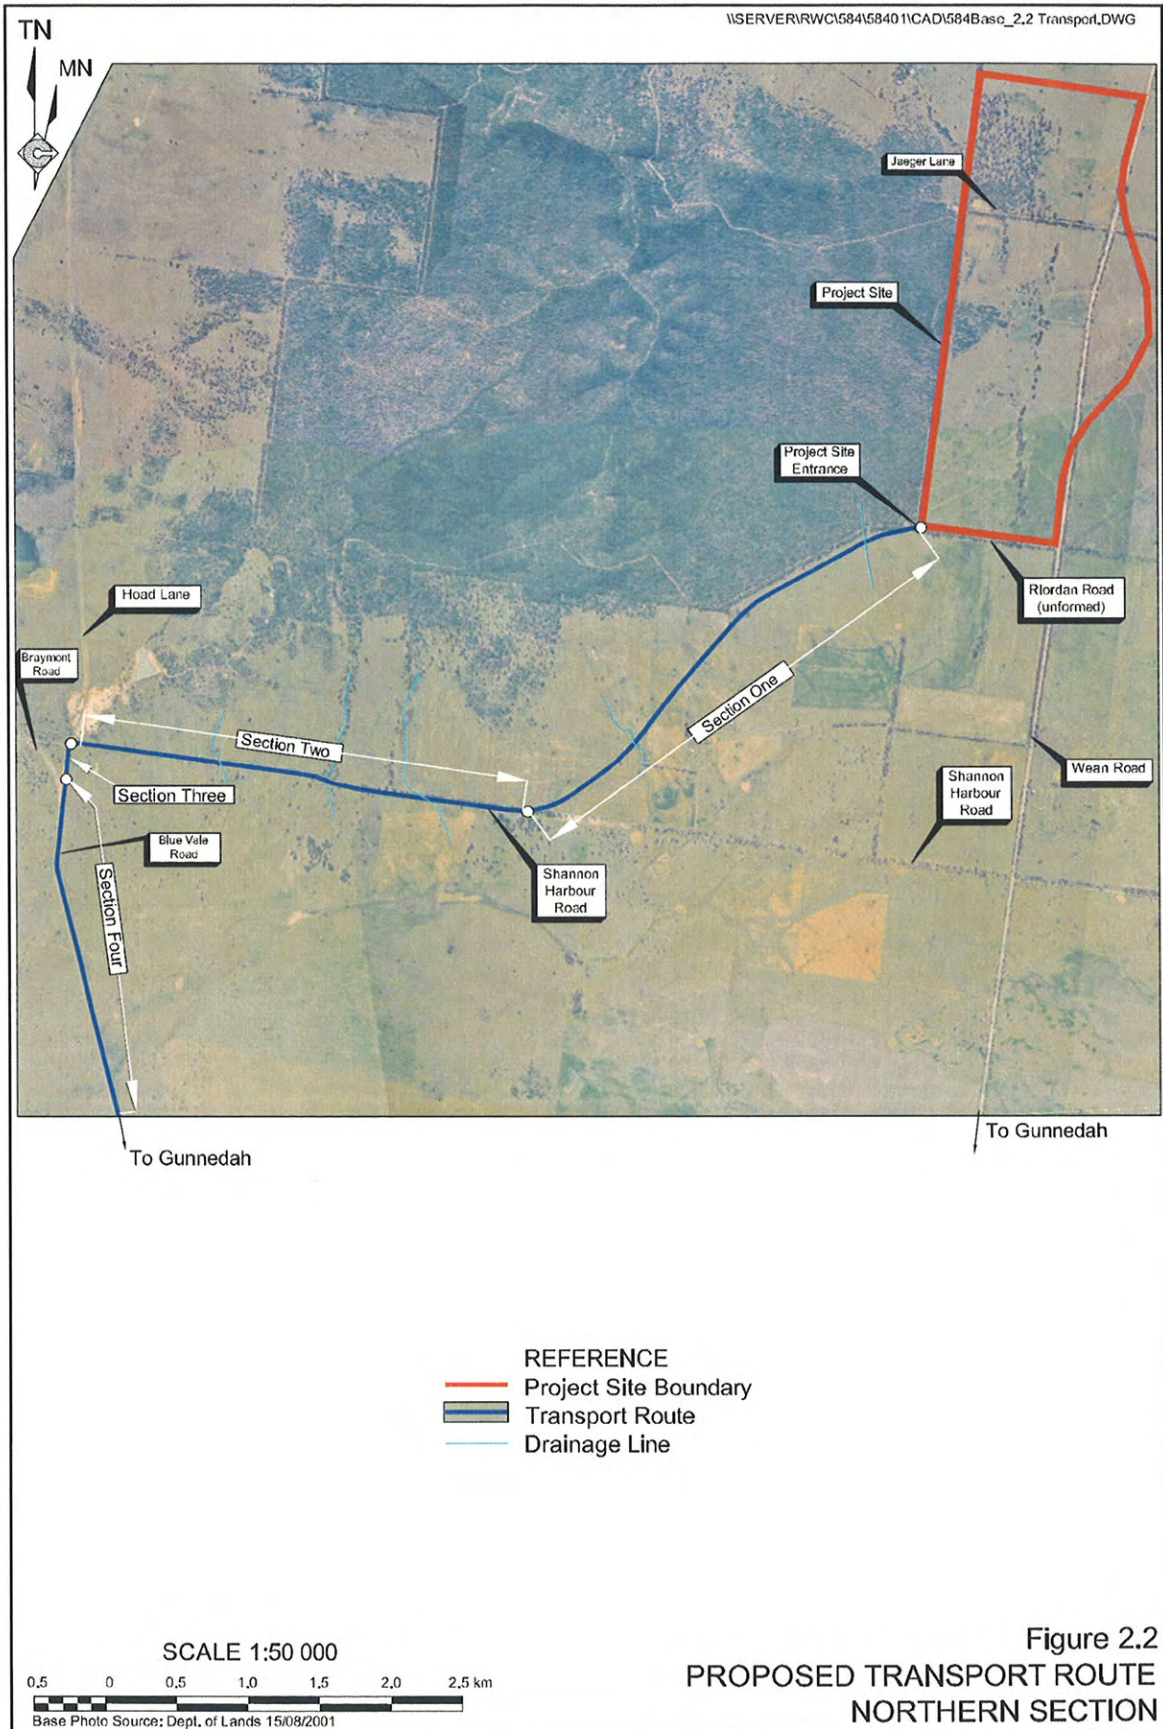 \\SERVER\RWC\584\58401\CAD\584Base_2.2 Transport.DWG
TN
MN
Jaeger Lane
Project Site
Project Site
Entrance
Hoad Lane
Riordan Road
(unformed)
Braymont
Road
Section One
Section Two
Wean Road
Shannon
Harbour
Road
Section Three
Blue Vale
Road
Section Four
Shannon
Harbour
Road
To Gunnedah
To Gunnedah
REFERENCE
Project Site Boundary
Transport Route
Drainage Line
SCALE 1:50 000
0.5 0 0.5 1.0 1.5 2.0 2.5 km
Base Photo Source: Dept. of Lands 15/08/2001
Figure 2.2
PROPOSED TRANSPORT ROUTE
NORTHERN SECTION